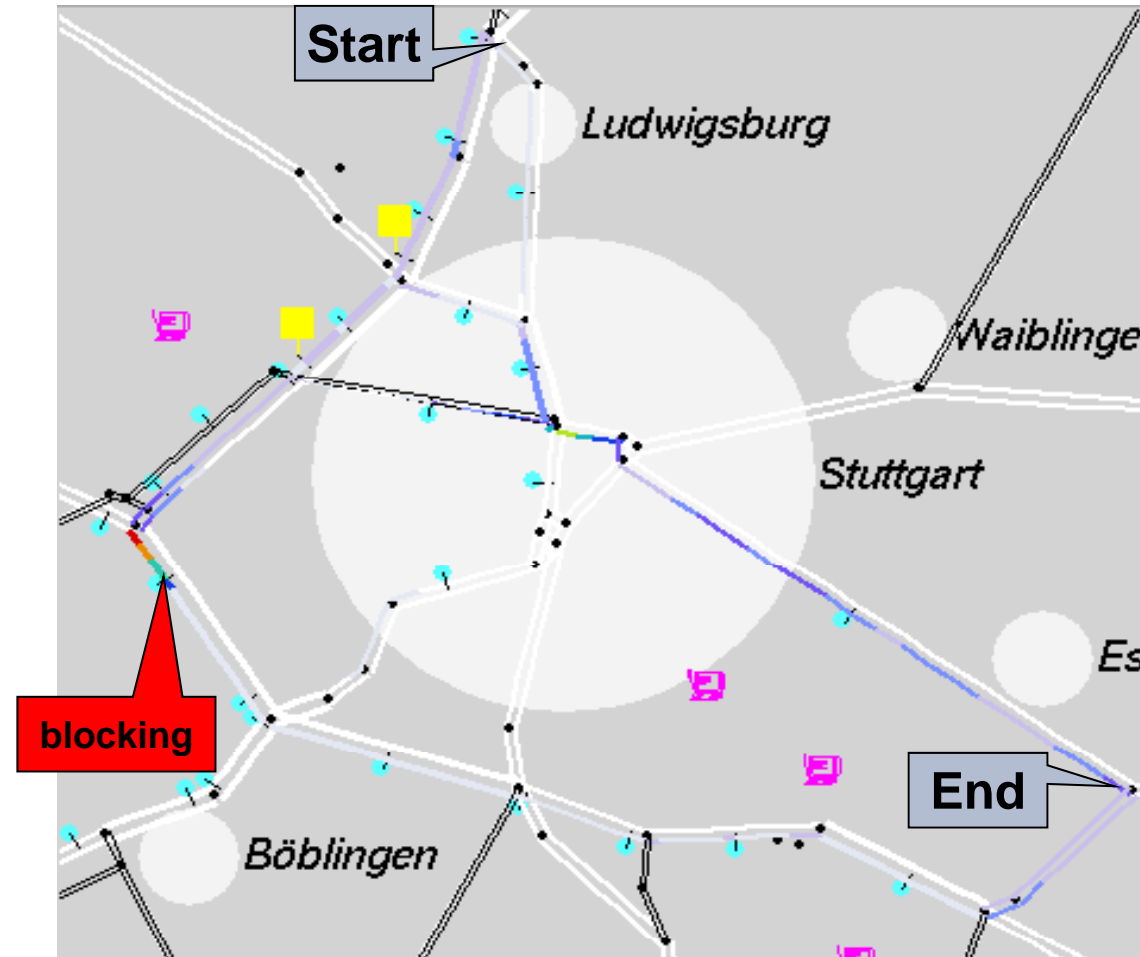 Start
Ludwigsburg
Waiblinge
Stuttgart
Es
blocking
End
Böblingen